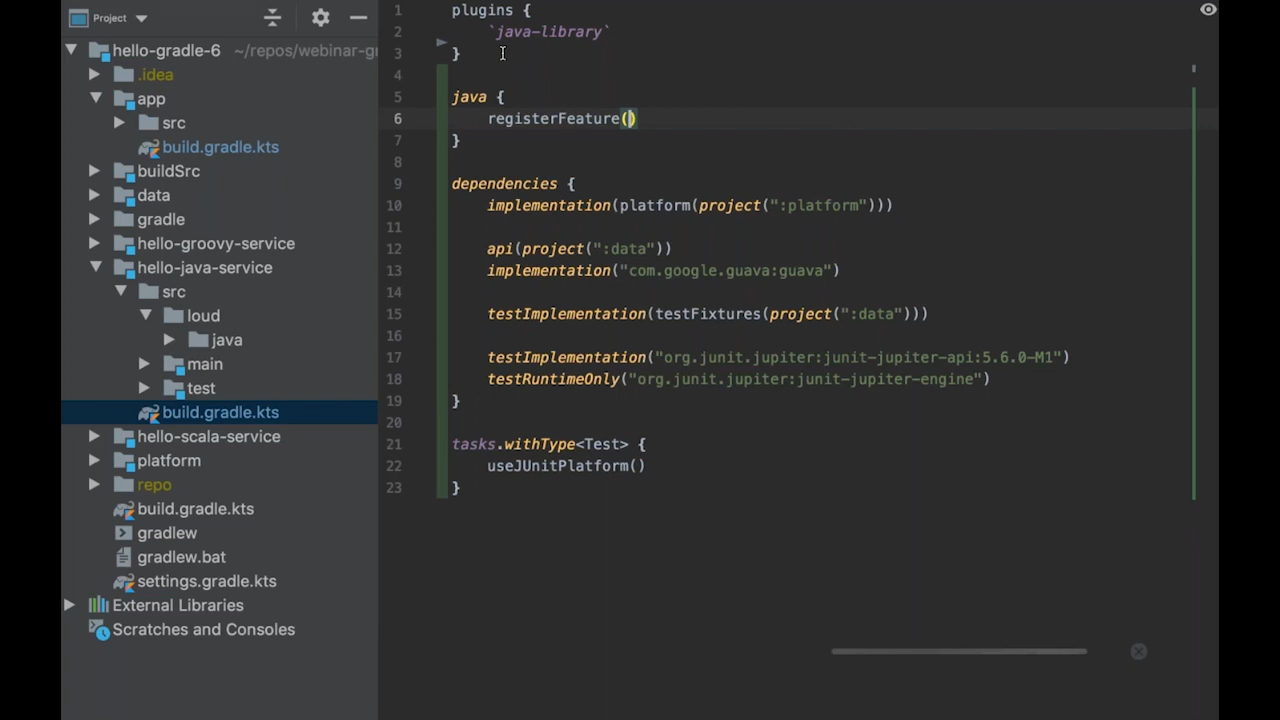 Project
hello-gradle-6 ~/repos/webinar-gr
.idea
app
src
build.gradle.kts
buildSrc
data
gradle
hello-groovy-service
hello-java-service
src
loud
java
main
test
build.gradle.kts
hello-scala-service
platform
repo
build.gradle.kts
gradlew
gradlew.bat
settings.gradle.kts
External Libraries
Scratches and Consoles
1 plugins {
2 `java-library`
3 }
4
5 java {
6 registerFeature()
7 }
8
9 dependencies {
10 implementation(platform(project(":platform")))
11
12 api(project(":data"))
13 implementation("com.google.guava:guava")
14
15 testImplementation(testFixtures(project(":data")))
16
17 testImplementation("org.junit.jupiter:junit-jupiter-api:5.6.0-M1")
18 testRuntimeOnly("org.junit.jupiter:junit-jupiter-engine")
19 }
20
21 tasks.withType<Test> {
22 useJUnitPlatform()
23 }